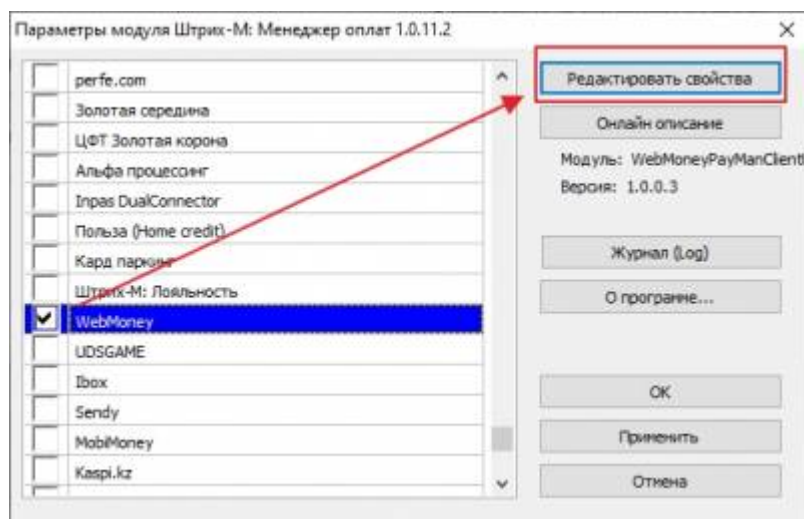 Параметры модуля Штрих-М: Менеджер оплат 1.0.11.2
perfe.com
Золотая середина
ЦФТ Золотая корона
Альфа процессинг
Inpas DualConnector
Польза (Home credit)
Кард паркинг
Штрих-М: Лояльность
WebMoney
UDSGAME
Ibox
Sendy
MobiMoney
Kaspi.kz
Редактировать свойства
Онлайн описание
Модуль: WebMoneyPayManClientI
Версия: 1.0.0.3
Журнал (Log)
О программе...
ОК
Применить
Отмена